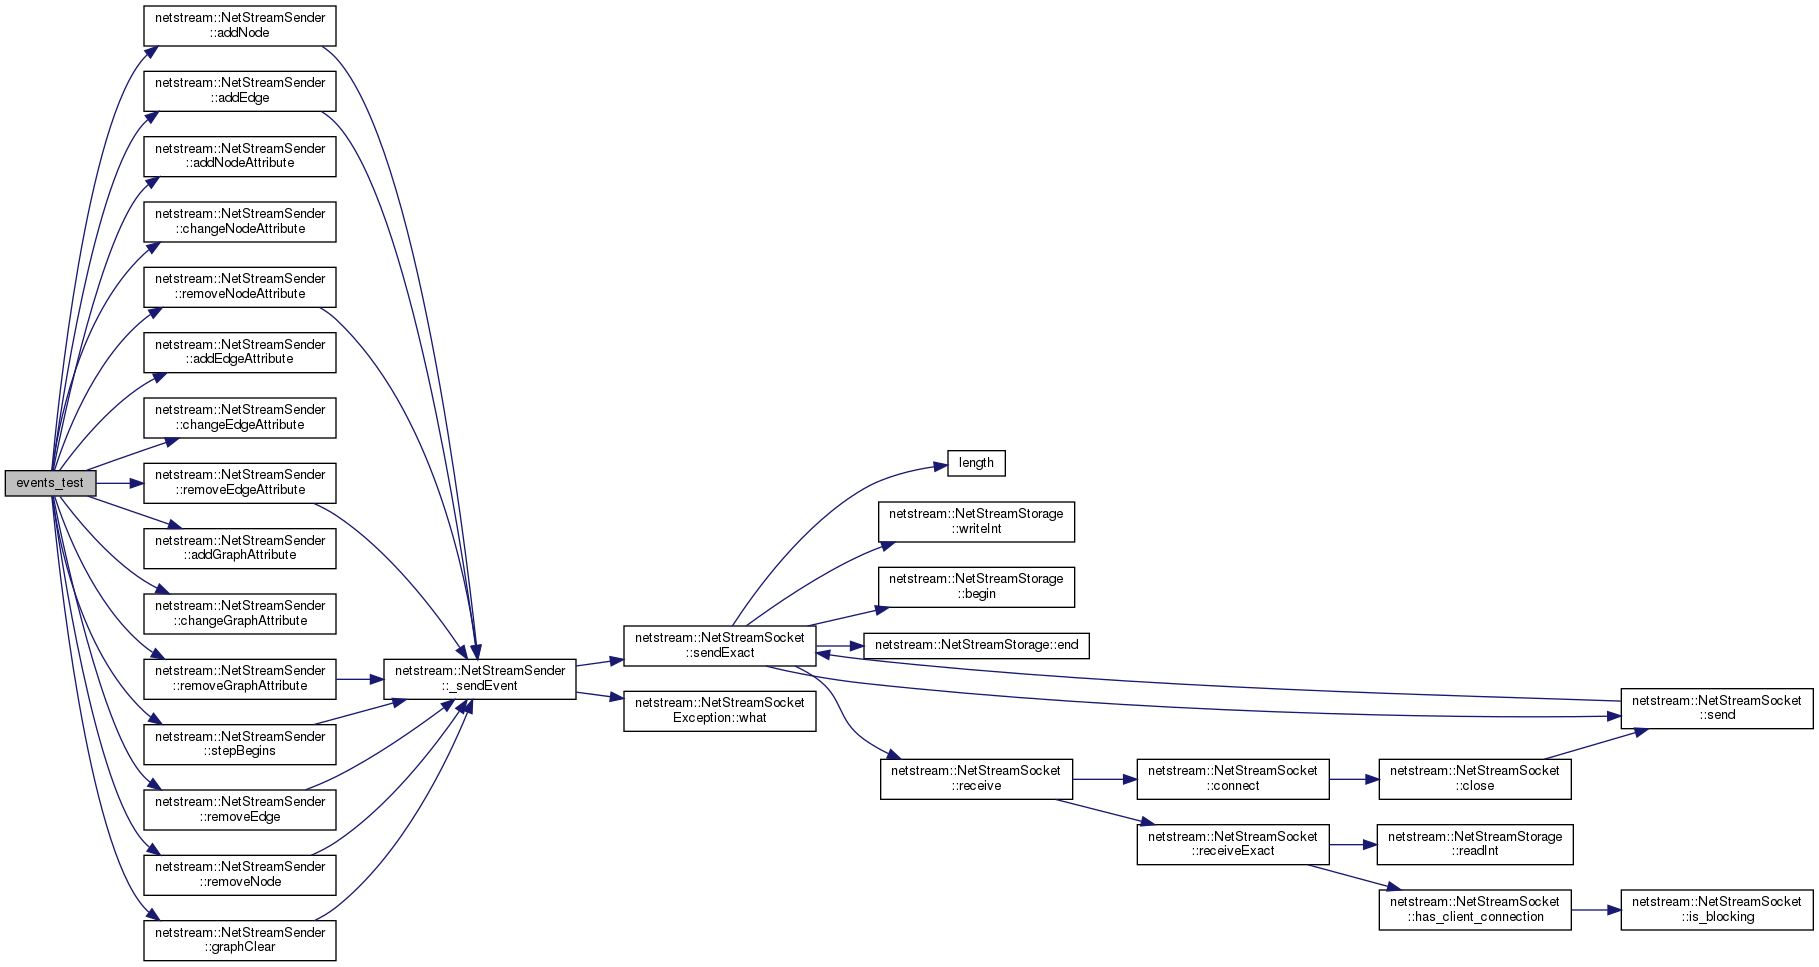 events_test
netstream::NetStreamSender
::addNode
netstream::NetStreamSender
::addEdge
netstream::NetStreamSender
::addNodeAttribute
netstream::NetStreamSender
::changeNodeAttribute
netstream::NetStreamSender
::removeNodeAttribute
netstream::NetStreamSender
::addEdgeAttribute
netstream::NetStreamSender
::changeEdgeAttribute
netstream::NetStreamSender
::removeEdgeAttribute
netstream::NetStreamSender
::addGraphAttribute
netstream::NetStreamSender
::changeGraphAttribute
netstream::NetStreamSender
::removeGraphAttribute
netstream::NetStreamSender
::stepBegins
netstream::NetStreamSender
::removeEdge
netstream::NetStreamSender
::removeNode
netstream::NetStreamSender
::graphClear
netstream::NetStreamSender
::_sendEvent
netstream::NetStreamSocket
::sendExact
netstream::NetStreamSocket
Exception::what
length
netstream::NetStreamStorage
::writeInt
netstream::NetStreamStorage
::begin
netstream::NetStreamStorage::end
netstream::NetStreamSocket
::receive
netstream::NetStreamSocket
::connect
netstream::NetStreamSocket
::receiveExact
netstream::NetStreamSocket
::close
netstream::NetStreamStorage
::readInt
netstream::NetStreamSocket
::has_client_connection
netstream::NetStreamSocket
::send
netstream::NetStreamSocket
::is_blocking